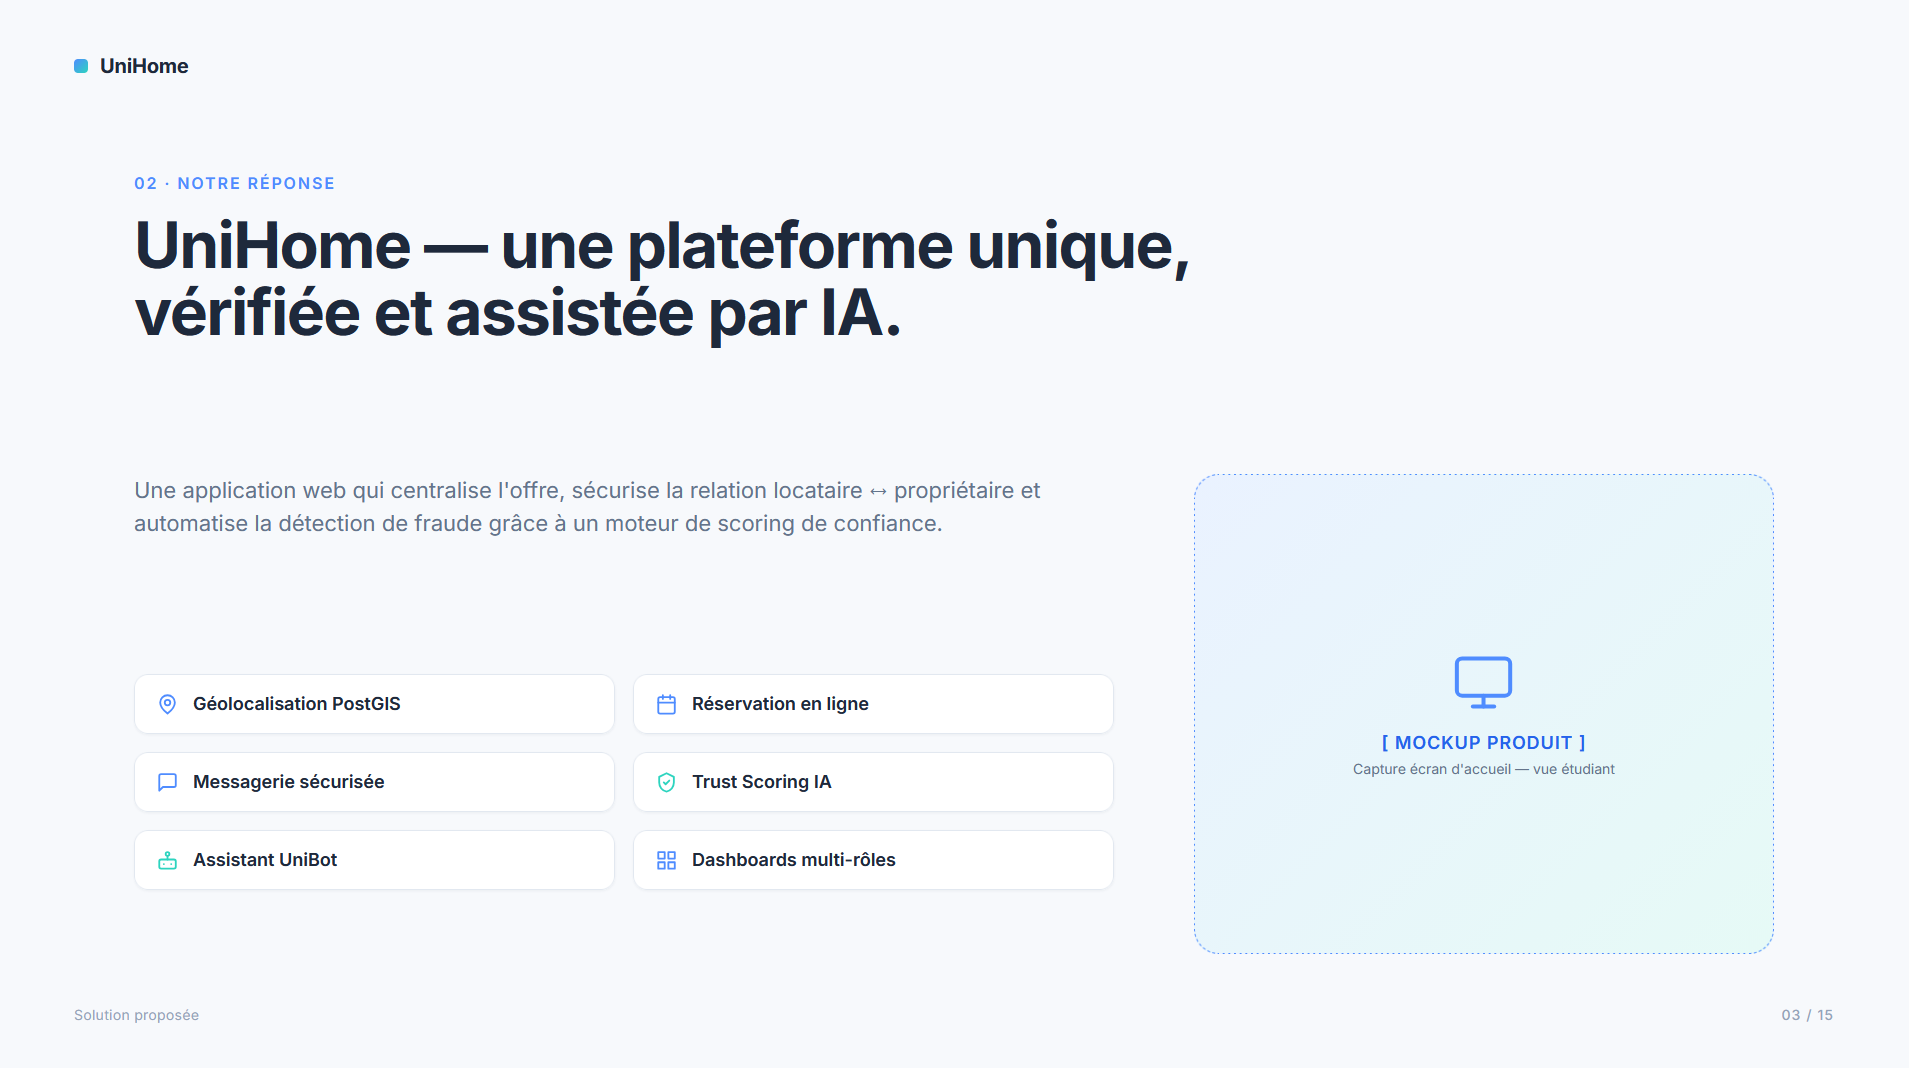 UniHome
02 · NOTRE RÉPONSE
UniHome — une plateforme unique,
vérifiée et assistée par IA.
Une application web qui centralise l'offre, sécurise la relation locataire ↔ propriétaire et
automatise la détection de fraude grâce à un moteur de scoring de confiance.
Géolocalisation PostGIS
Réservation en ligne
Messagerie sécurisée
Trust Scoring IA
Assistant UniBot
Dashboards multi-rôles
[ MOCKUP PRODUIT ]
Capture écran d'accueil — vue étudiant
Solution proposée
03 / 15